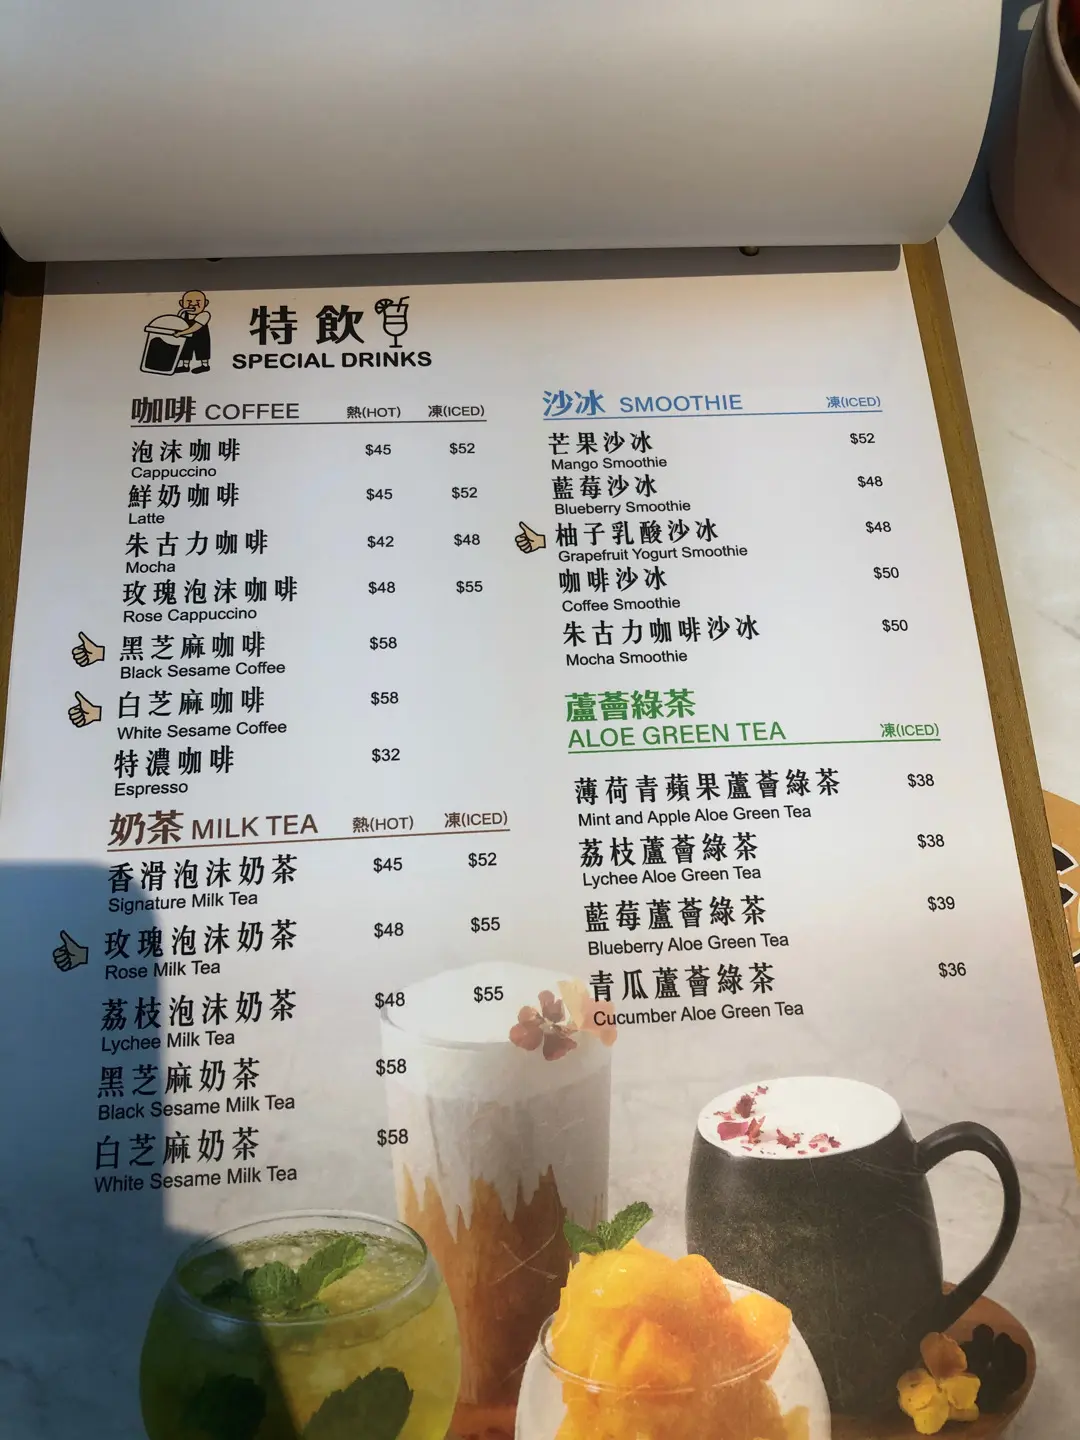 特飲
SPECIAL DRINKS
咖啡 COFFEE 熱(HOT) 凍(ICED)
泡沫咖啡 $45 $52
Cappuccino
鮮奶咖啡 $45 $52
Latte
朱古力咖啡 $42 $48
Mocha
玫瑰泡沫咖啡 $48 $55
Rose Cappuccino
黑芝麻咖啡 $58
Black Sesame Coffee
白芝麻咖啡 $58
White Sesame Coffee
特濃咖啡 $32
Espresso
奶茶 MILK TEA 熱(HOT) 凍(ICED)
香滑泡沫奶茶 $45 $52
Signature Milk Tea
玫瑰泡沫奶茶 $48 $55
Rose Milk Tea
荔枝泡沫奶茶 $48 $55
Lychee Milk Tea
黑芝麻奶茶 $58
Black Sesame Milk Tea
白芝麻奶茶 $58
White Sesame Milk Tea
沙冰 SMOOTHIE 凍(ICED)
芒果沙冰 $52
Mango Smoothie
藍莓沙冰 $48
Blueberry Smoothie
柚子乳酸沙冰 $48
Grapefruit Yogurt Smoothie
咖啡沙冰 $50
Coffee Smoothie
朱古力咖啡沙冰 $50
Mocha Smoothie
蘆薈綠茶
ALOE GREEN TEA 凍(ICED)
薄荷青蘋果蘆薈綠茶 $38
Mint and Apple Aloe Green Tea
荔枝蘆薈綠茶 $38
Lychee Aloe Green Tea
藍莓蘆薈綠茶 $39
Blueberry Aloe Green Tea
青瓜蘆薈綠茶 $36
Cucumber Aloe Green Tea